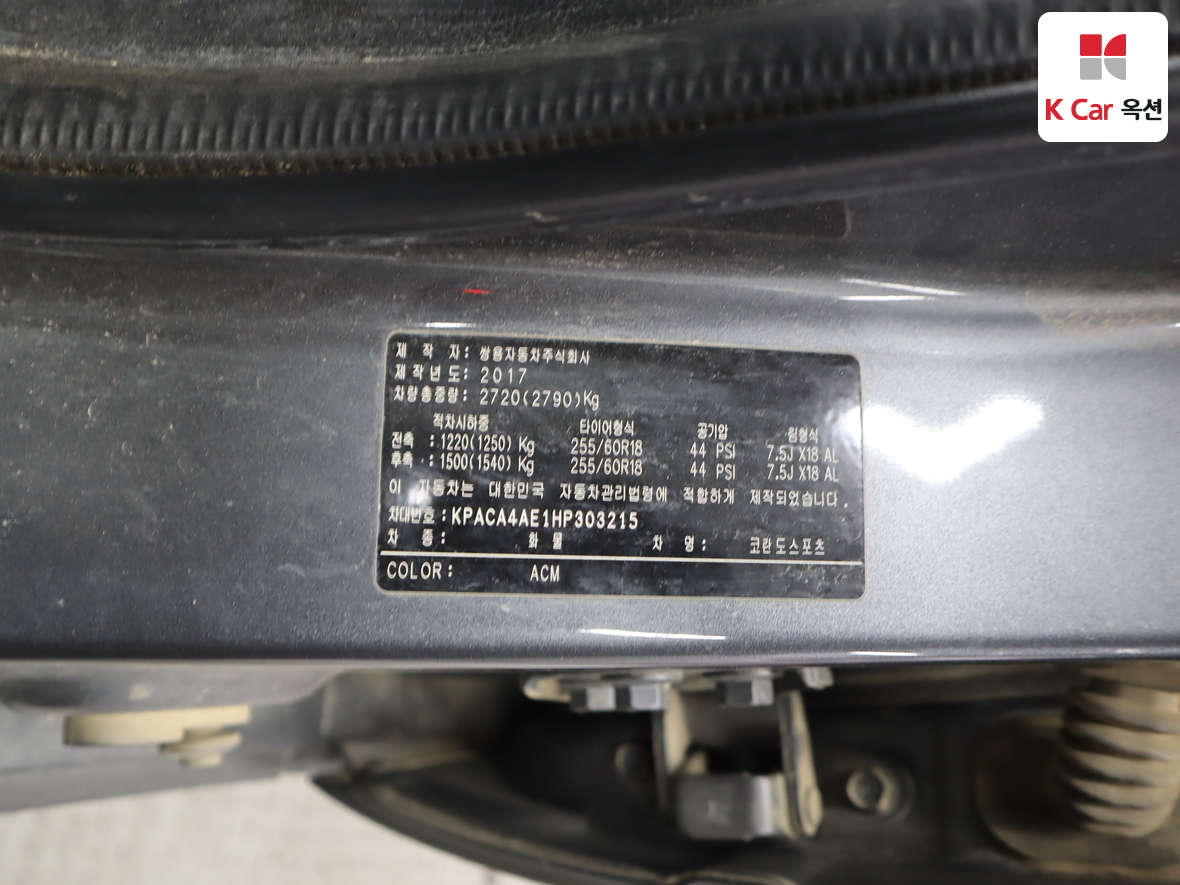 K Car 옥션
제 작 자: 쌍용자동차주식회사
제작년도: 2017
차량총중량: 2720(2790)Kg
적차시하중 타이어형식 공기압 림형식
전축 : 1220(1250) Kg 255/60R18 44 PSI 7.5J X18 AL
후축 : 1500(1540) Kg 255/60R18 44 PSI 7.5J X18 AL
이 자동차는 대한민국 자동차관리법령에 적합하게 제작되었습니다.
차대번호 : KPACA4AE1HP303215
차 종: 화물 차 명: 코란도스포츠
COLOR: ACM